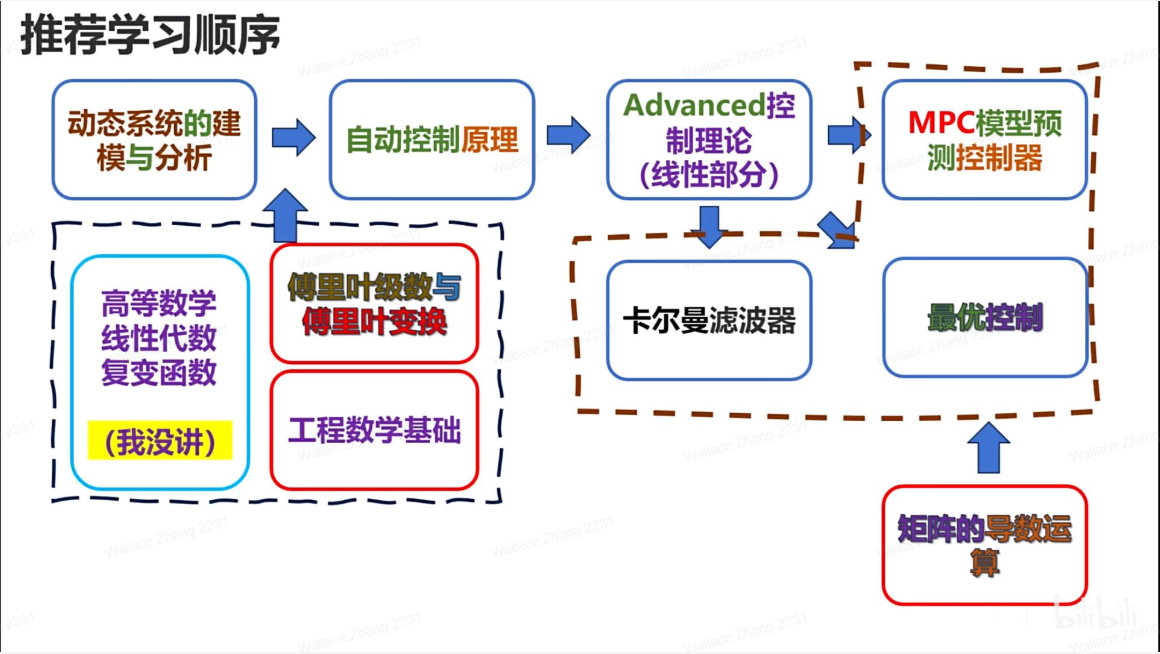 推荐学习顺序
动态系统的建
模与分析
自动控制原理
Advanced控
制理论
（线性部分）
MPC模型预
测控制器
高等数学
线性代数
复变函数
（我没讲）
傅里叶级数与
傅里叶变换
工程数学基础
卡尔曼滤波器
最优控制
矩阵的导数运
算
bilibili
Wallace.Zhang 2231